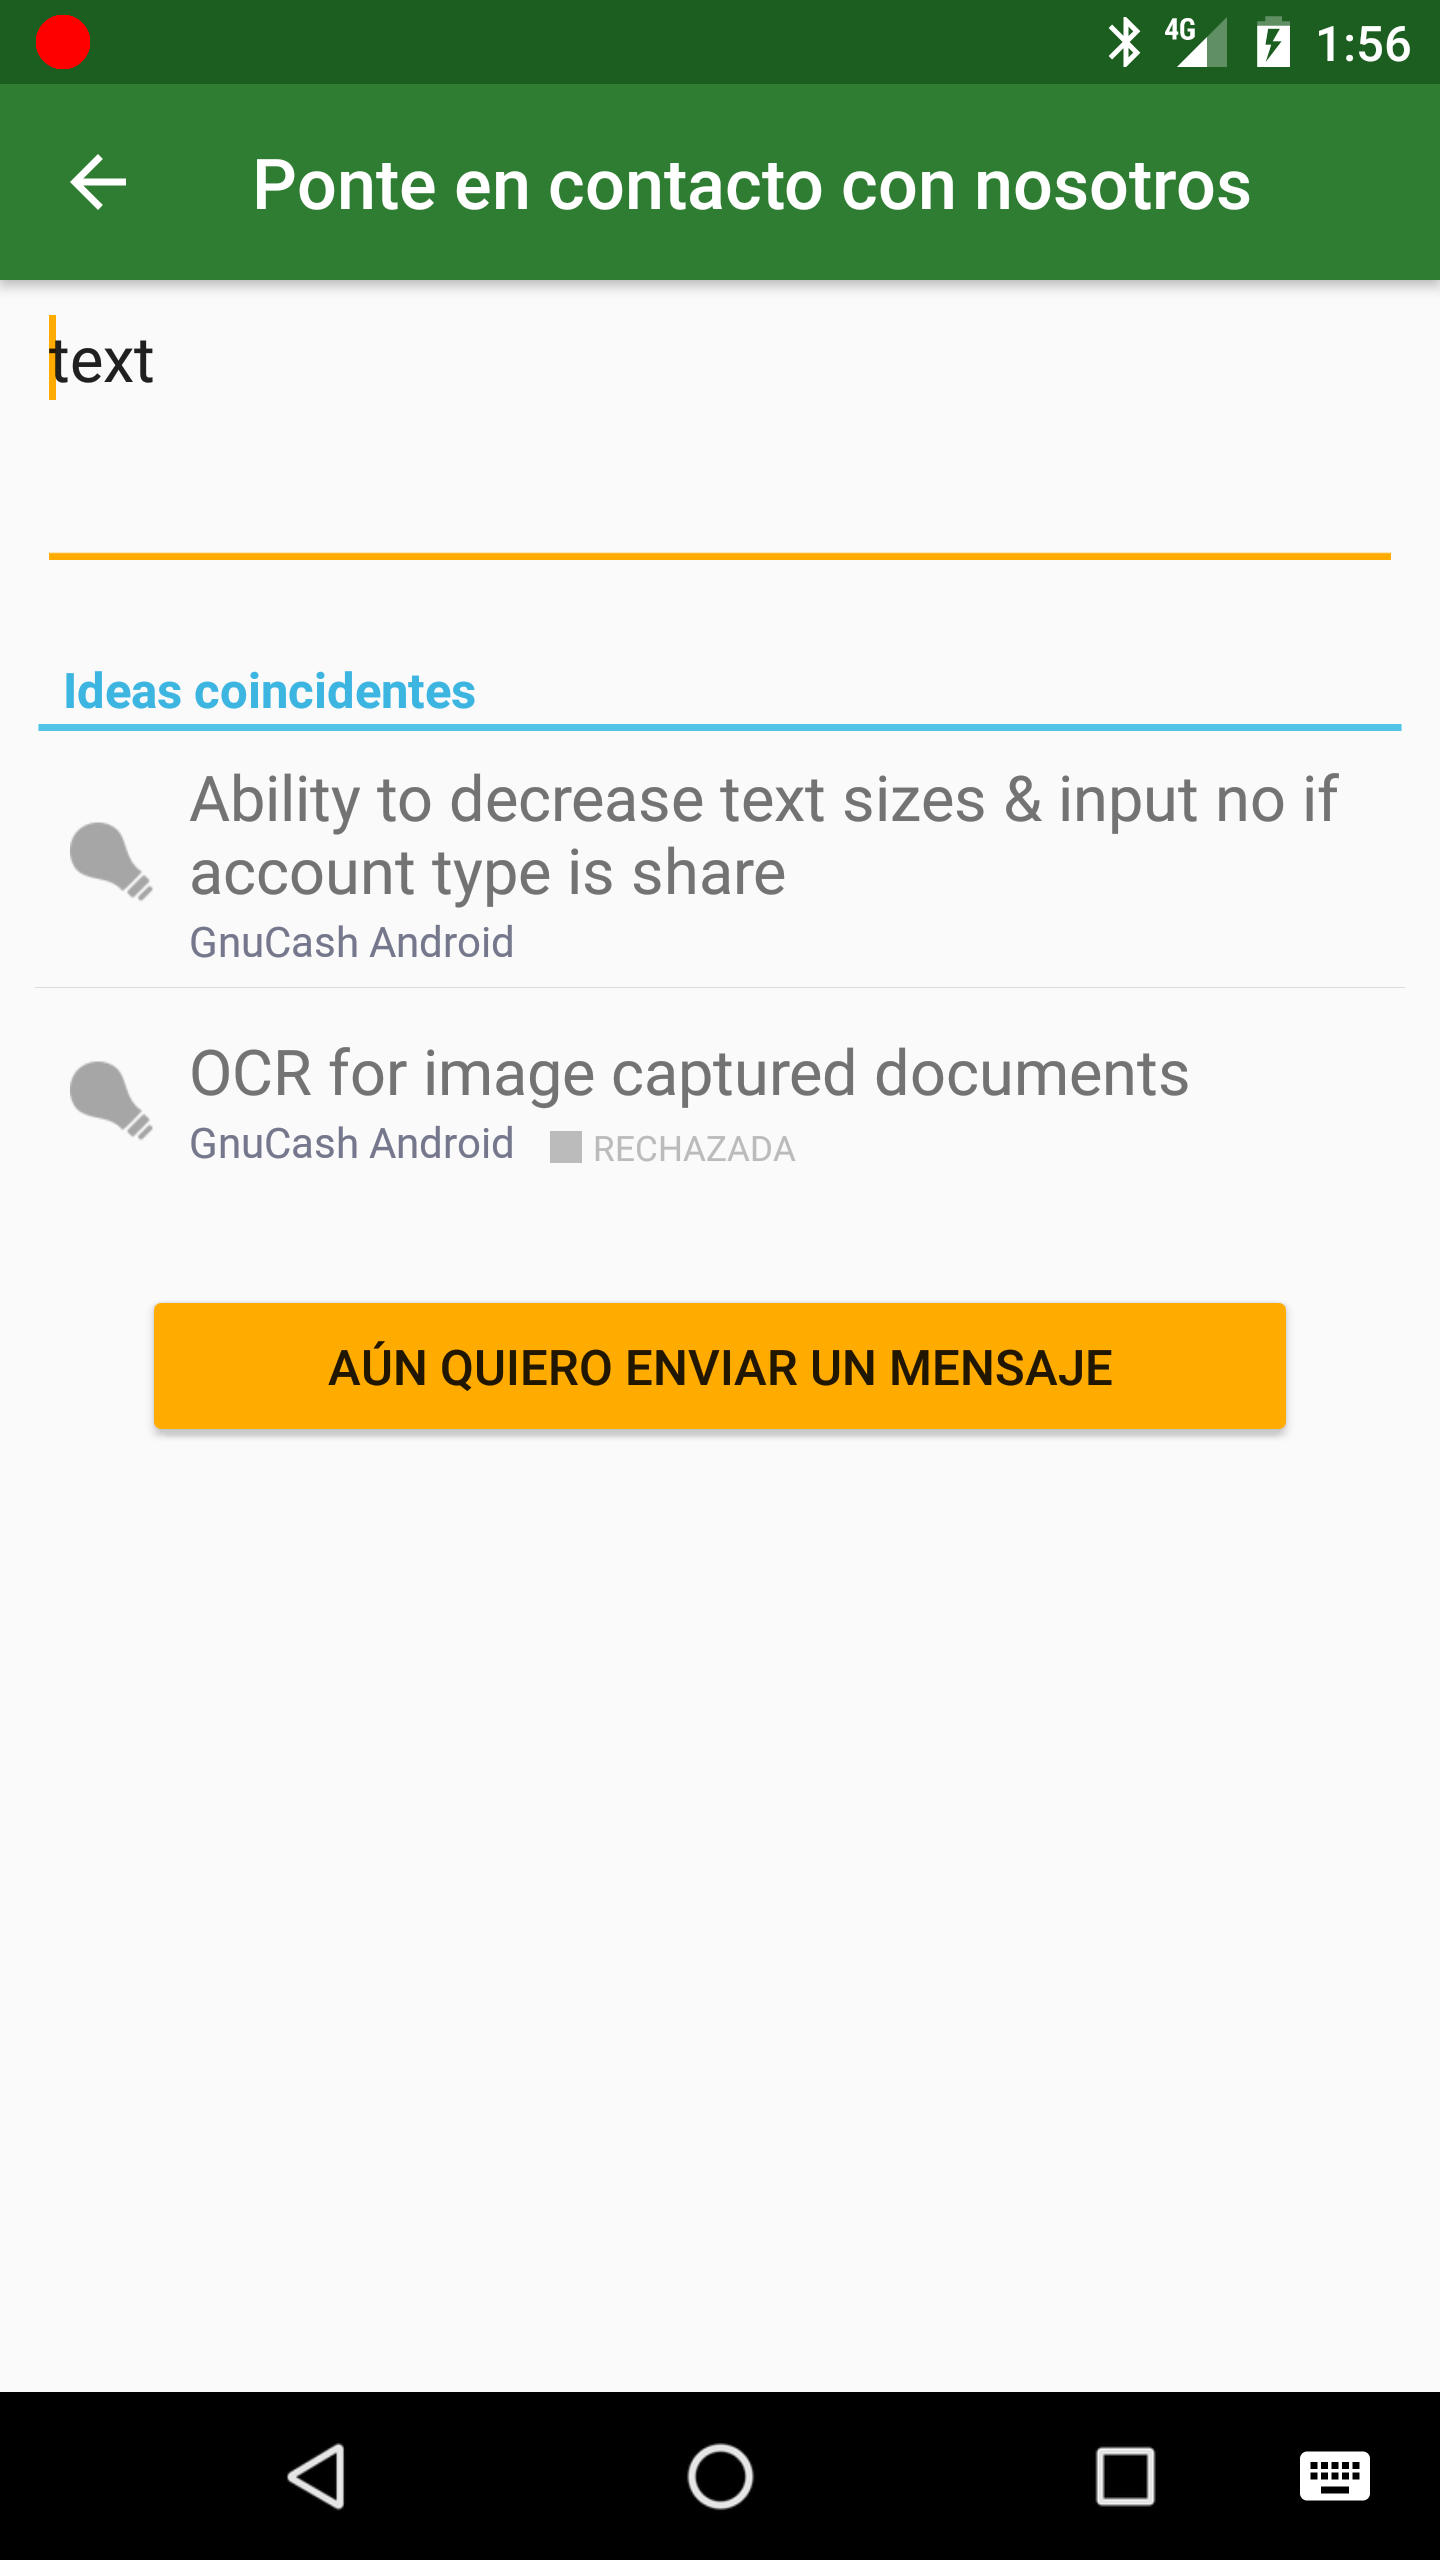 4G 1:56
Ponte en contacto con nosotros
text
Ideas coincidentes
Ability to decrease text sizes & input no if
account type is share
GnuCash Android
OCR for image captured documents
GnuCash Android RECHAZADA
AÚN QUIERO ENVIAR UN MENSAJE